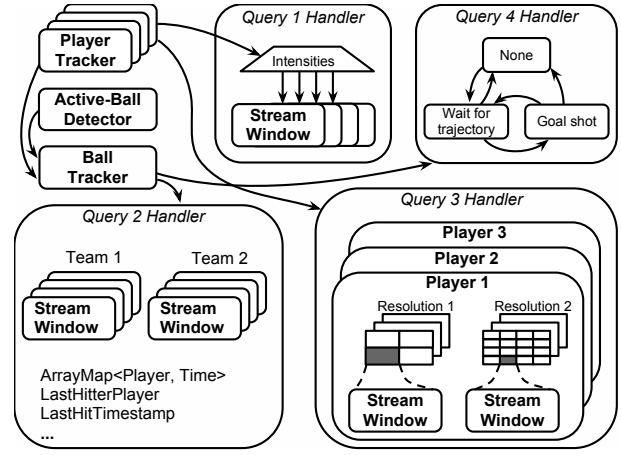 Player
Tracker
Active-Ball
Detector
Ball
Tracker
Query 1 Handler
Intensities
Stream
Window
Query 4 Handler
None
Wait for
trajectory
Goal shot
Query 2 Handler
Team 1
Team 2
Stream
Window
Stream
Window
ArrayMap<Player, Time>
LastHitterPlayer
LastHitTimestamp
...
Query 3 Handler
Player 3
Player 2
Player 1
Resolution 1
Resolution 2
Stream
Window
Stream
Window